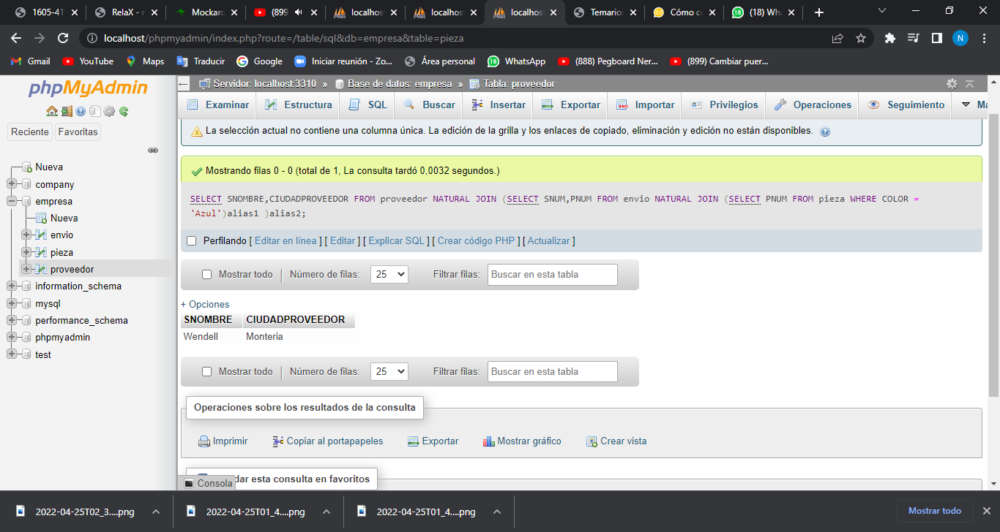 1605-41
RelaX - r
Mockaro
(899
localhost
localhost
localhost
Temario:
Cómo co
(18) Wha
localhost/phpmyadmin/index.php?route=/table/sql&db=empresa&table=pieza
N
Gmail YouTube Maps Traducir Google Iniciar reunión - Zo... Área personal WhatsApp (888) Pegboard Ner... (899) Cambiar puer...
phpMyAdmin
Reciente Favoritas
Nueva
company
empresa
Nueva
envio
pieza
proveedor
information_schema
mysql
performance_schema
phpmyadmin
test
Servidor: localhost:3310 » Base de datos: empresa » Tabla: proveedor
Examinar Estructura SQL Buscar Insertar Exportar Importar Privilegios Operaciones Seguimiento Má
La selección actual no contiene una columna única. La edición de la grilla y los enlaces de copiado, eliminación y edición no están disponibles.
Mostrando filas 0 - 0 (total de 1, La consulta tardó 0,0032 segundos.)
SELECT SNOMBRE,CIUDADPROVEEDOR FROM proveedor NATURAL JOIN (SELECT SNUM,PNUM FROM envio NATURAL JOIN (SELECT PNUM FROM pieza WHERE COLOR =
'Azul')alias1 )alias2;
Perfilando [ Editar en línea ] [ Editar ] [ Explicar SQL ] [ Crear código PHP ] [ Actualizar ]
Mostrar todo | Número de filas: 25 Filtrar filas: Buscar en esta tabla
+ Opciones
SNOMBRE CIUDADPROVEEDOR
Wendell Monteria
Mostrar todo | Número de filas: 25 Filtrar filas: Buscar en esta tabla
Operaciones sobre los resultados de la consulta
Imprimir Copiar al portapapeles Exportar Mostrar gráfico Crear vista
dar esta consulta en favoritos
Consola
2022-04-25T02_3....png 2022-04-25T01_4....png 2022-04-25T01_4....png Mostrar todo